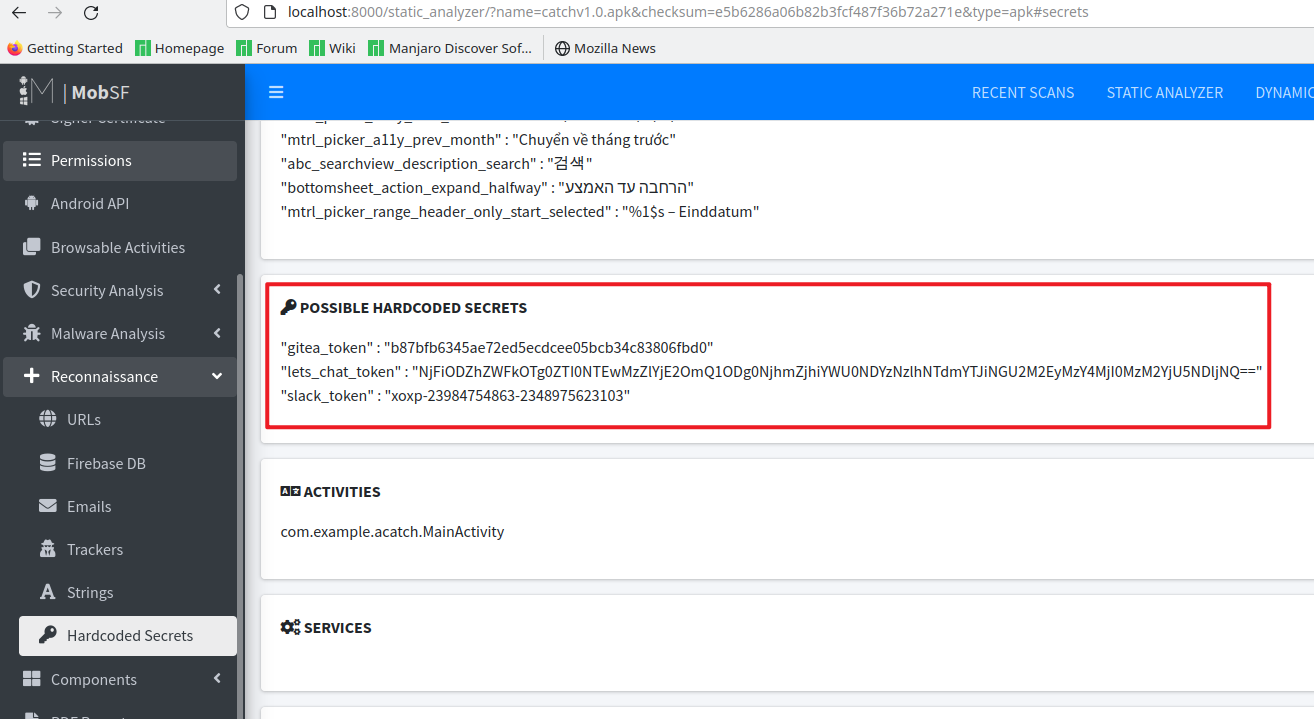 localhost:8000/static_analyzer/?name=catchv1.0.apk&checksum=e5b6286a06b82b3fcf487f36b72a271e&type=apk#secrets
Getting Started Homepage Forum Wiki Manjaro Discover Sof... Mozilla News
MobSF
RECENT SCANS STATIC ANALYZER DYNAMIC
Signer Certificate
Permissions
Android API
Browsable Activities
Security Analysis
Malware Analysis
Reconnaissance
URLs
Firebase DB
Emails
Trackers
Strings
Hardcoded Secrets
Components
"mtrl_picker_a11y_prev_month" : "Chuyển về tháng trước"
"abc_searchview_description_search" : "검색"
"bottomsheet_action_expand_halfway" : "הרחבה עד האמצע"
"mtrl_picker_range_header_only_start_selected" : "%1$s – Einddatum"
POSSIBLE HARDCODED SECRETS
"gitea_token" : "b87bfb6345ae72ed5ecdcee05bcb34c83806fbd0"
"lets_chat_token" : "NjFiODZhZWFkOTg0ZTI0NTEwMzZlYjE2OmQ1ODg0NjhmZjhiYWU0NDYzNzlhNTdmYTJiNGU2M2EyMzY4MjI0MzM2YjU5NDljNQ=="
"slack_token" : "xoxp-23984754863-2348975623103"
ACTIVITIES
com.example.acatch.MainActivity
SERVICES